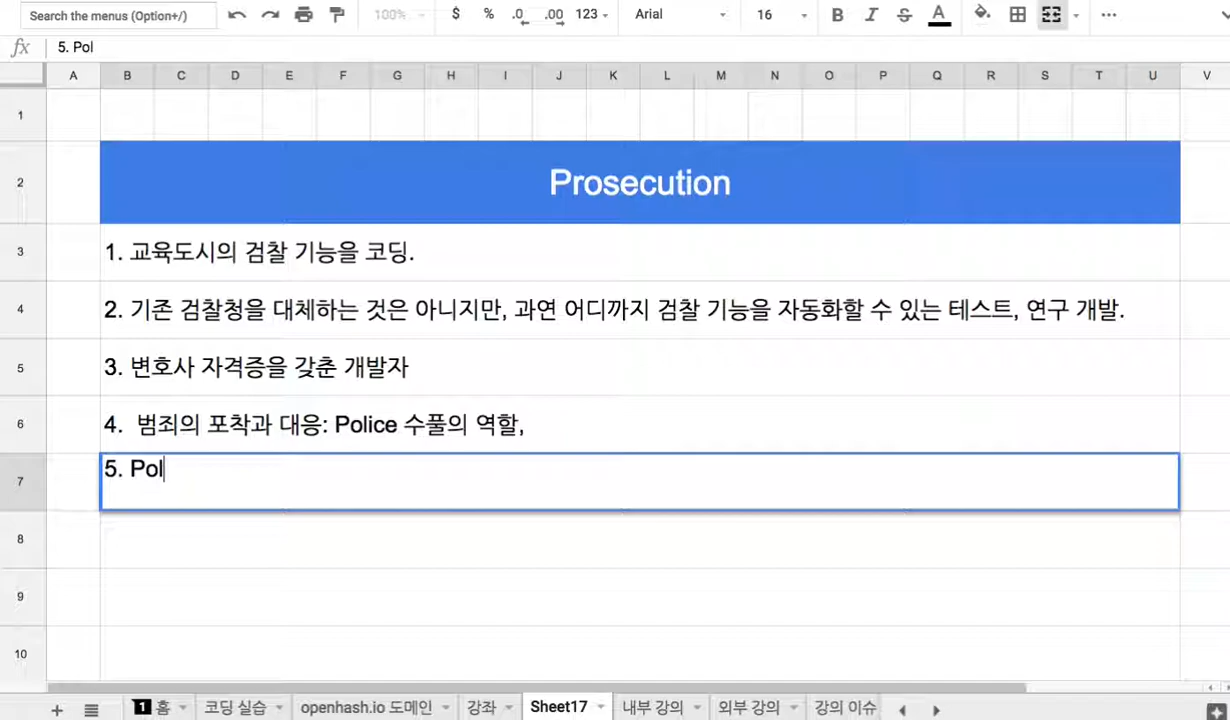 Search the menus (Option+/) 100% $ % .0 .00 123 Arial 16 B I S A ...
fx 5. Pol
A B C D E F G H I J K L M N O P Q R S T U V
1
2 Prosecution
3 1. 교육도시의 검찰 기능을 코딩.
4 2. 기존 검찰청을 대체하는 것은 아니지만, 과연 어디까지 검찰 기능을 자동화할 수 있는 테스트, 연구 개발.
5 3. 변호사 자격증을 갖춘 개발자
6 4. 범죄의 포착과 대응: Police 수풀의 역할,
7 5. Pol
8
9
10
1 홈 코딩 실습 openhash.io 도메인 강좌 Sheet17 내부 강의 외부 강의 강의 이슈